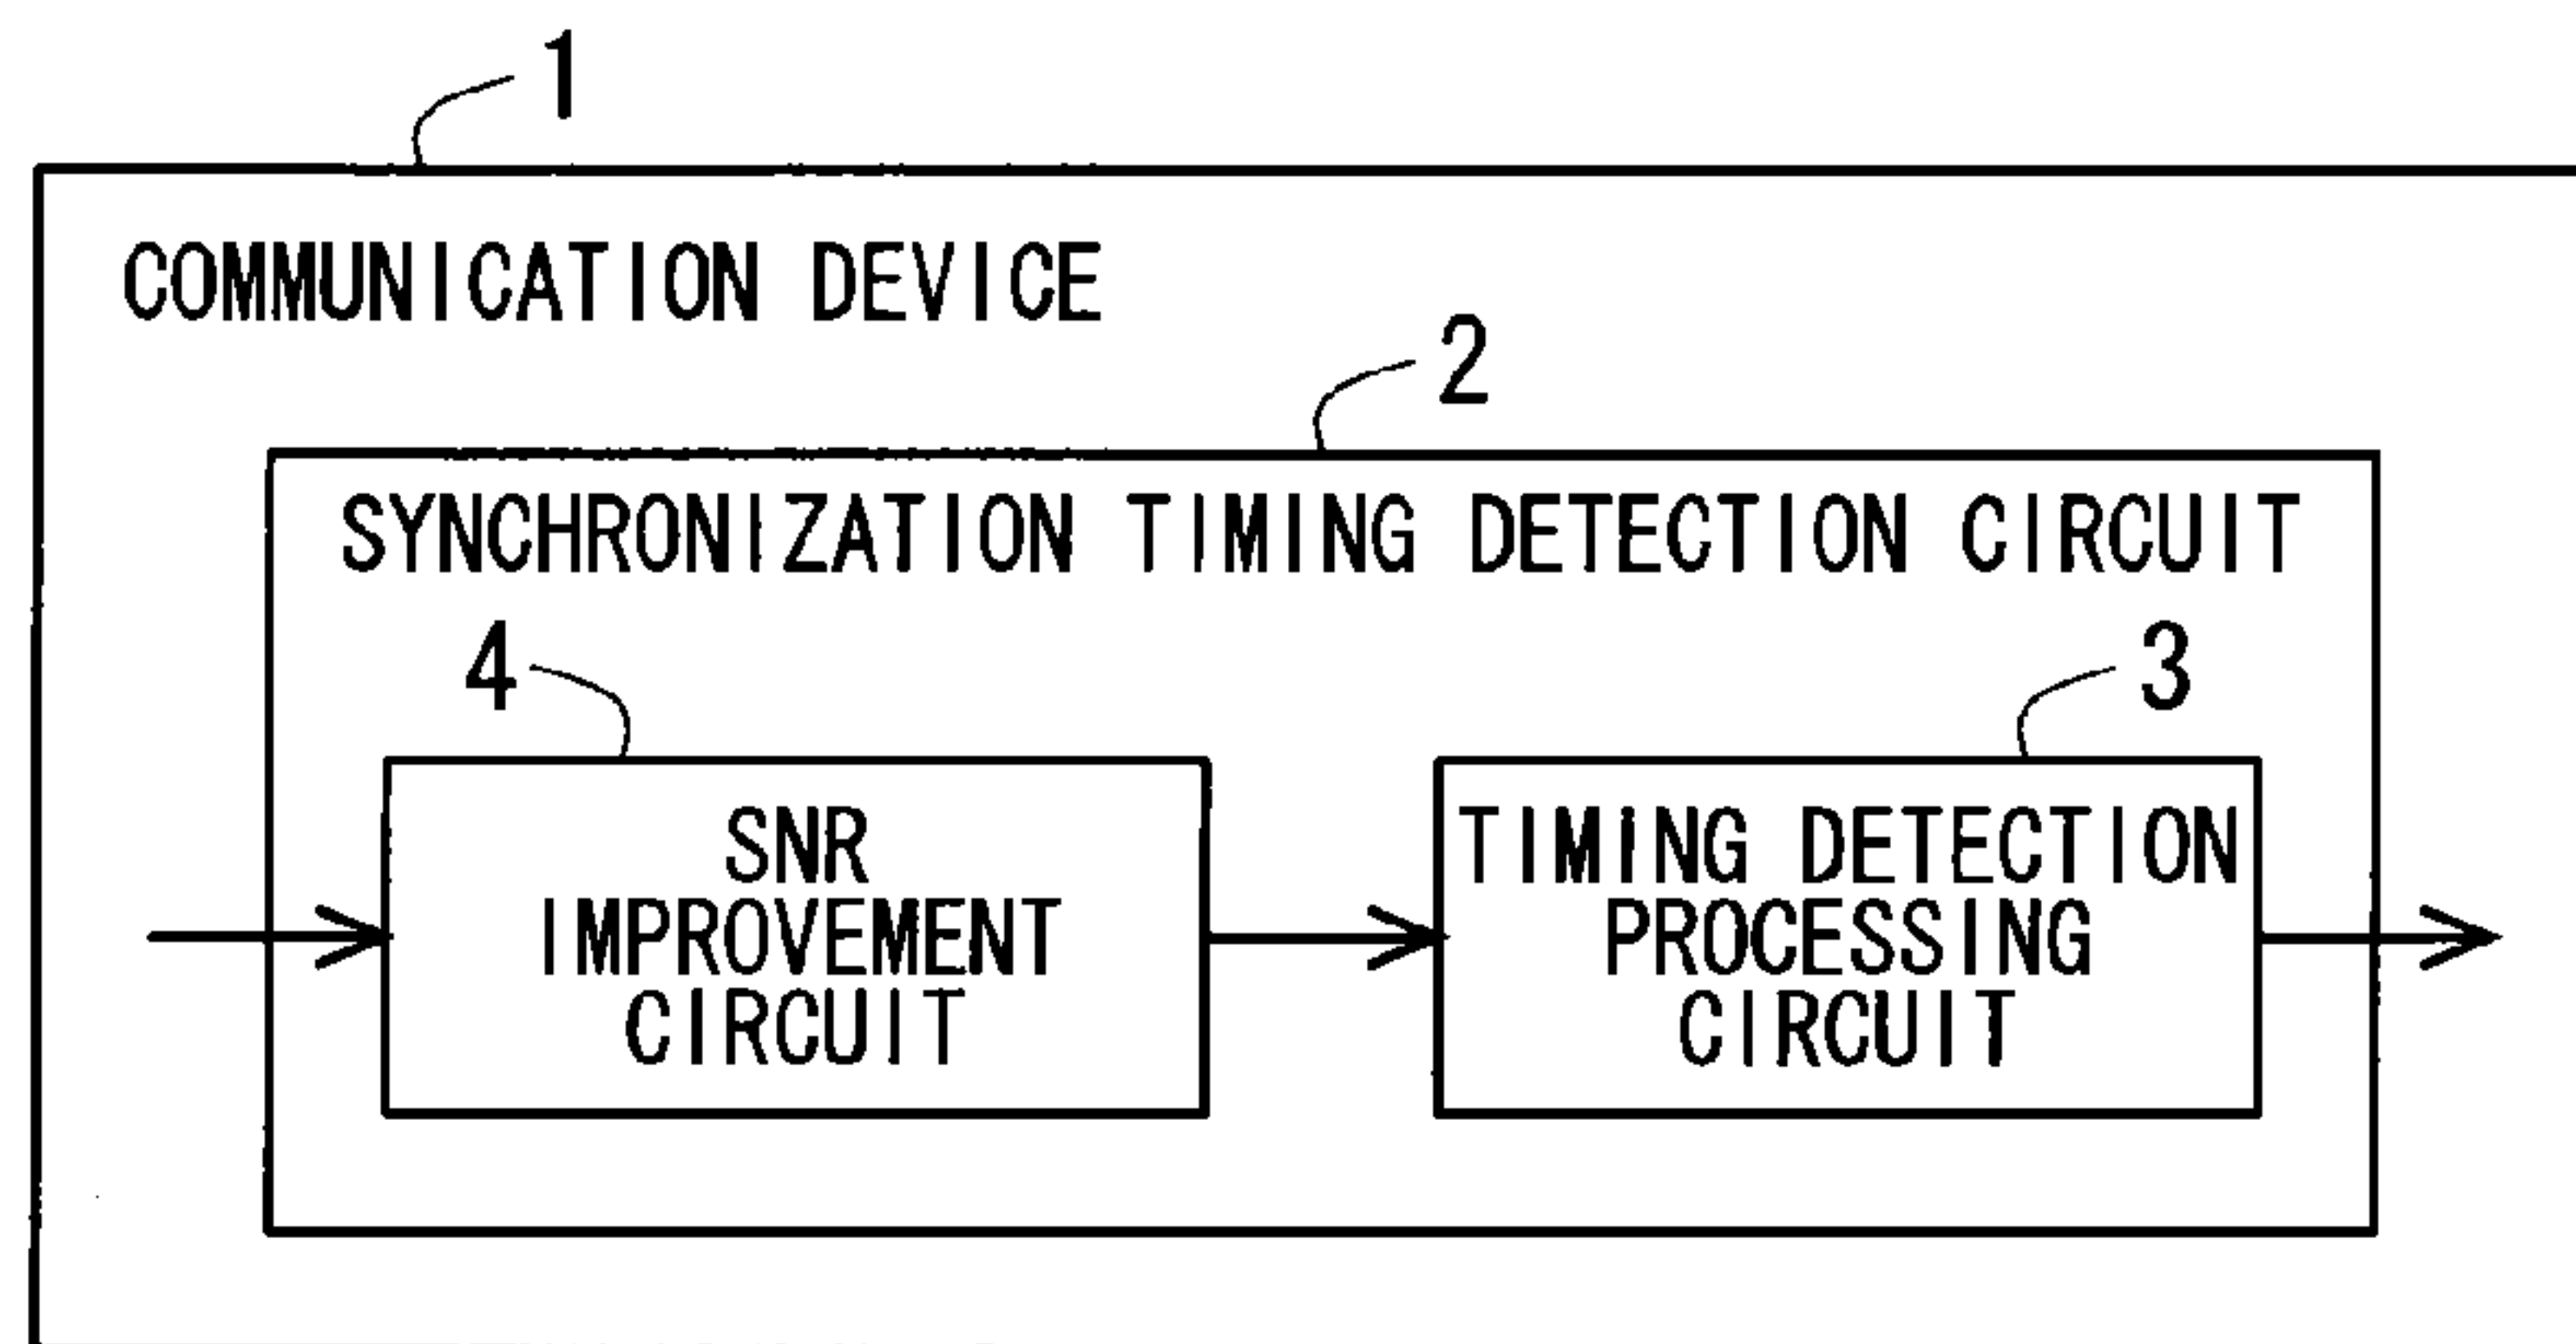 1
COMMUNICATION DEVICE
2
SYNCHRONIZATION TIMING DETECTION CIRCUIT
4
3
SNR
IMPROVEMENT
CIRCUIT
TIMING DETECTION
PROCESSING
CIRCUIT